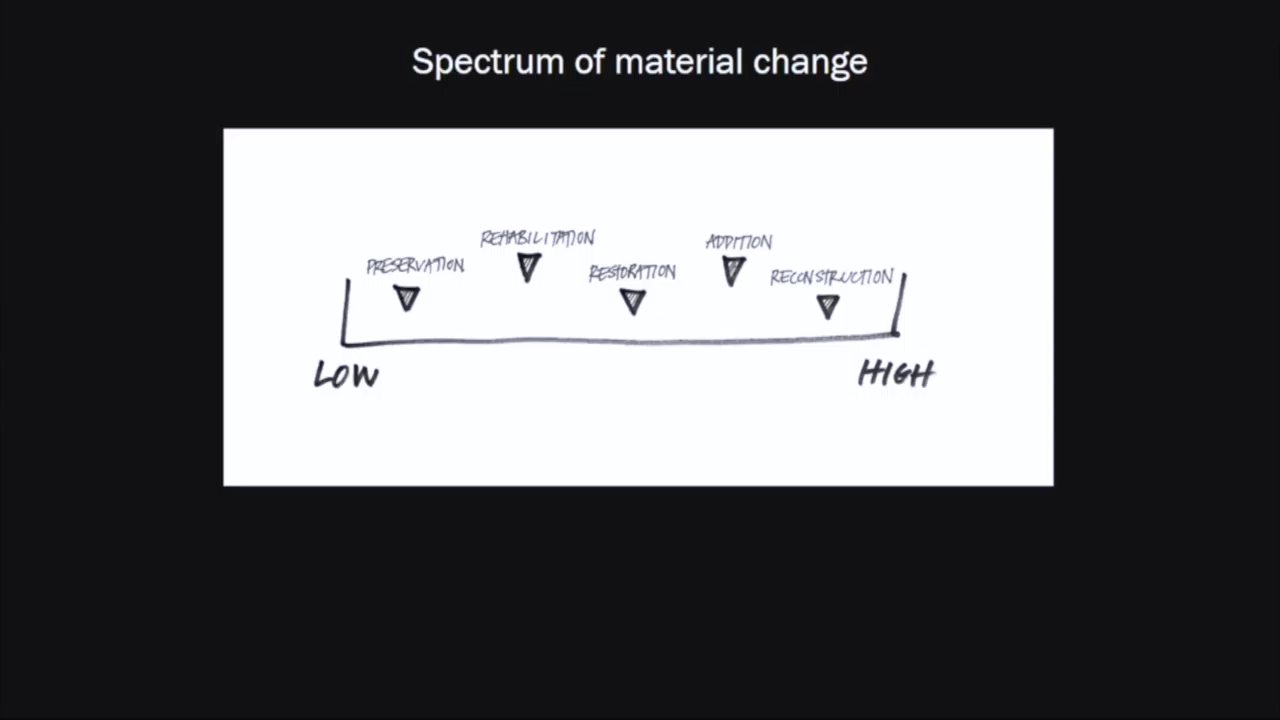 Spectrum of material change
PRESERVATION
REHABILITATION
RESTORATION
ADDITION
RECONSTRUCTION
LOW
HIGH